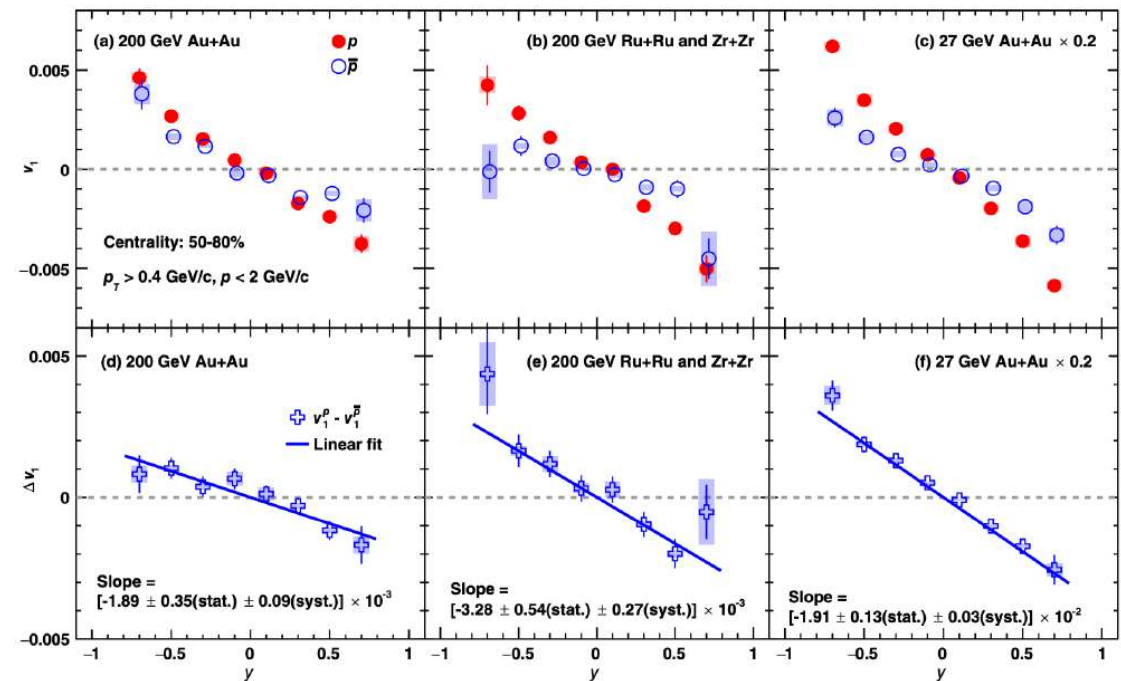 (a) 200 GeV Au+Au
p
p̅
(b) 200 GeV Ru+Ru and Zr+Zr
(c) 27 GeV Au+Au × 0.2
0.005
0
−0.005
v₁
Centrality: 50-80%
p_T > 0.4 GeV/c, p < 2 GeV/c
(d) 200 GeV Au+Au
(e) 200 GeV Ru+Ru and Zr+Zr
(f) 27 GeV Au+Au × 0.2
0.005
0
-0.005
Δv₁
v₁ᵖ - v₁^p̅
Linear fit
Slope =
[-1.89 ± 0.35(stat.) ± 0.09(syst.)] × 10⁻³
Slope =
[-3.28 ± 0.54(stat.) ± 0.27(syst.)] × 10⁻³
Slope =
[-1.91 ± 0.13(stat.) ± 0.03(syst.)] × 10⁻²
−1 −0.5 0 0.5 1
−1 −0.5 0 0.5 1
−1 −0.5 0 0.5 1
y y y